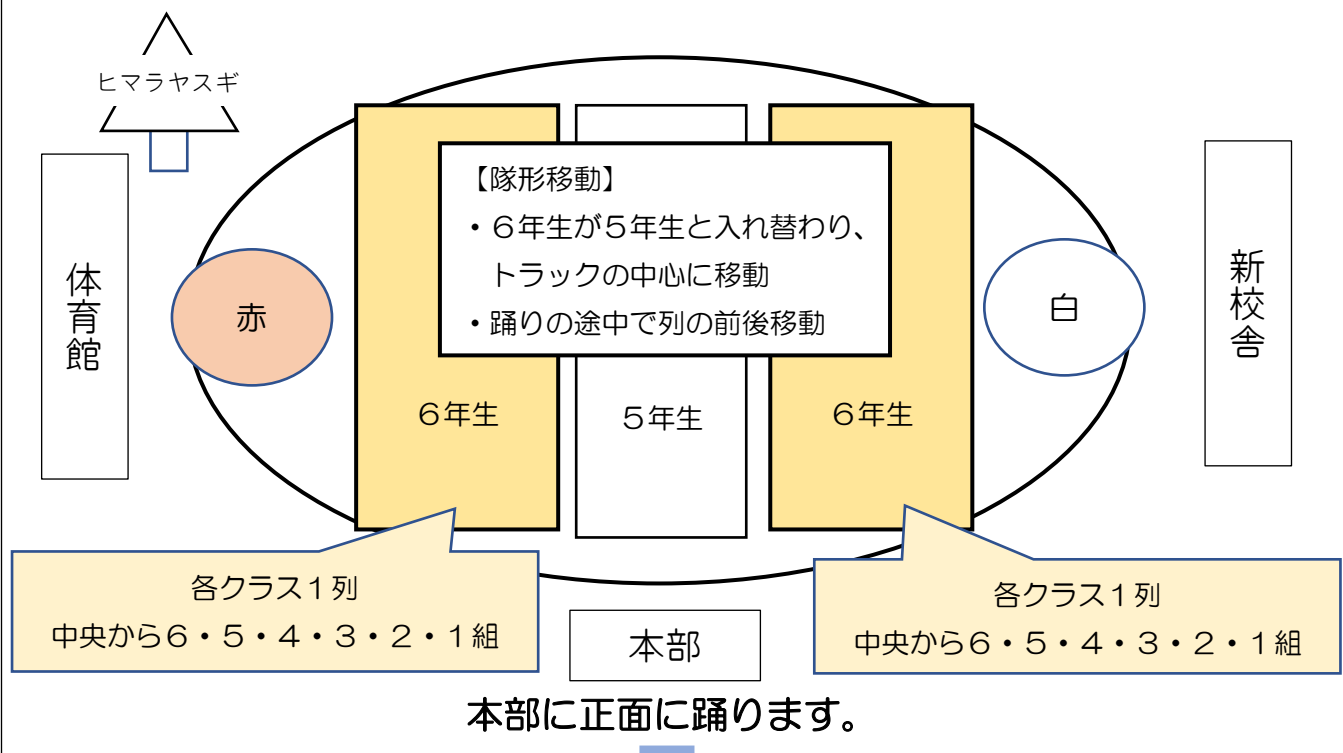 ヒマラヤスギ
【隊形移動】
・６年生が５年生と入れ替わり、
トラックの中心に移動
・踊りの途中で列の前後移動
体育館
赤
白
新校舎
６年生
５年生
６年生
各クラス１列
中央から６・５・４・３・２・１組
各クラス１列
中央から６・５・４・３・２・１組
本部
本部に正面に踊ります。